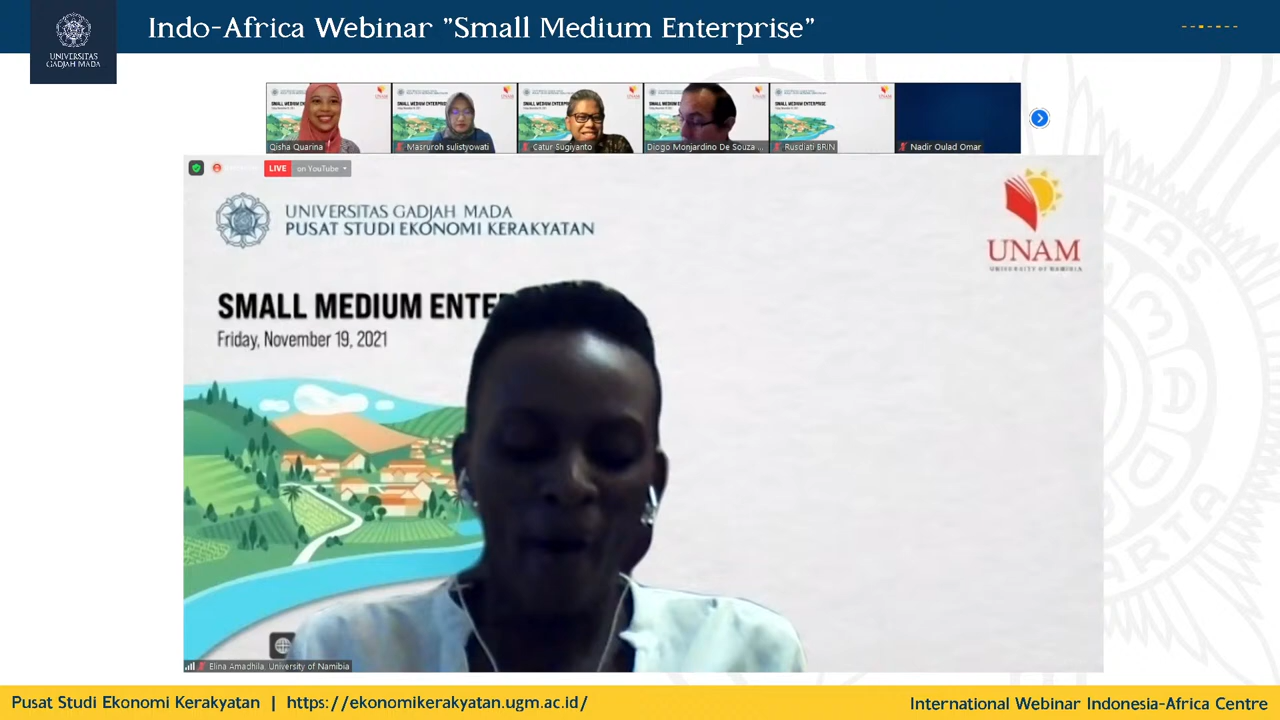 Indo-Africa Webinar "Small Medium Enterprise"
UNIVERSITAS
GADJAH MADA
Qisha Quarina
Masruroh sulistyowati
Catur Sugiyanto
Diogo Monjardino De Souza ...
Rusdiati BRIN
Nadir Oulad Omar
LIVE on YouTube
UNIVERSITAS GADJAH MADA
PUSAT STUDI EKONOMI KERAKYATAN
UNAM
UNIVERSITY OF NAMIBIA
SMALL MEDIUM ENTE
Friday, November 19, 2021
Elina Amadhila, University of Namibia
Pusat Studi Ekonomi Kerakyatan | https://ekonomikerakyatan.ugm.ac.id/
International Webinar Indonesia-Africa Centre